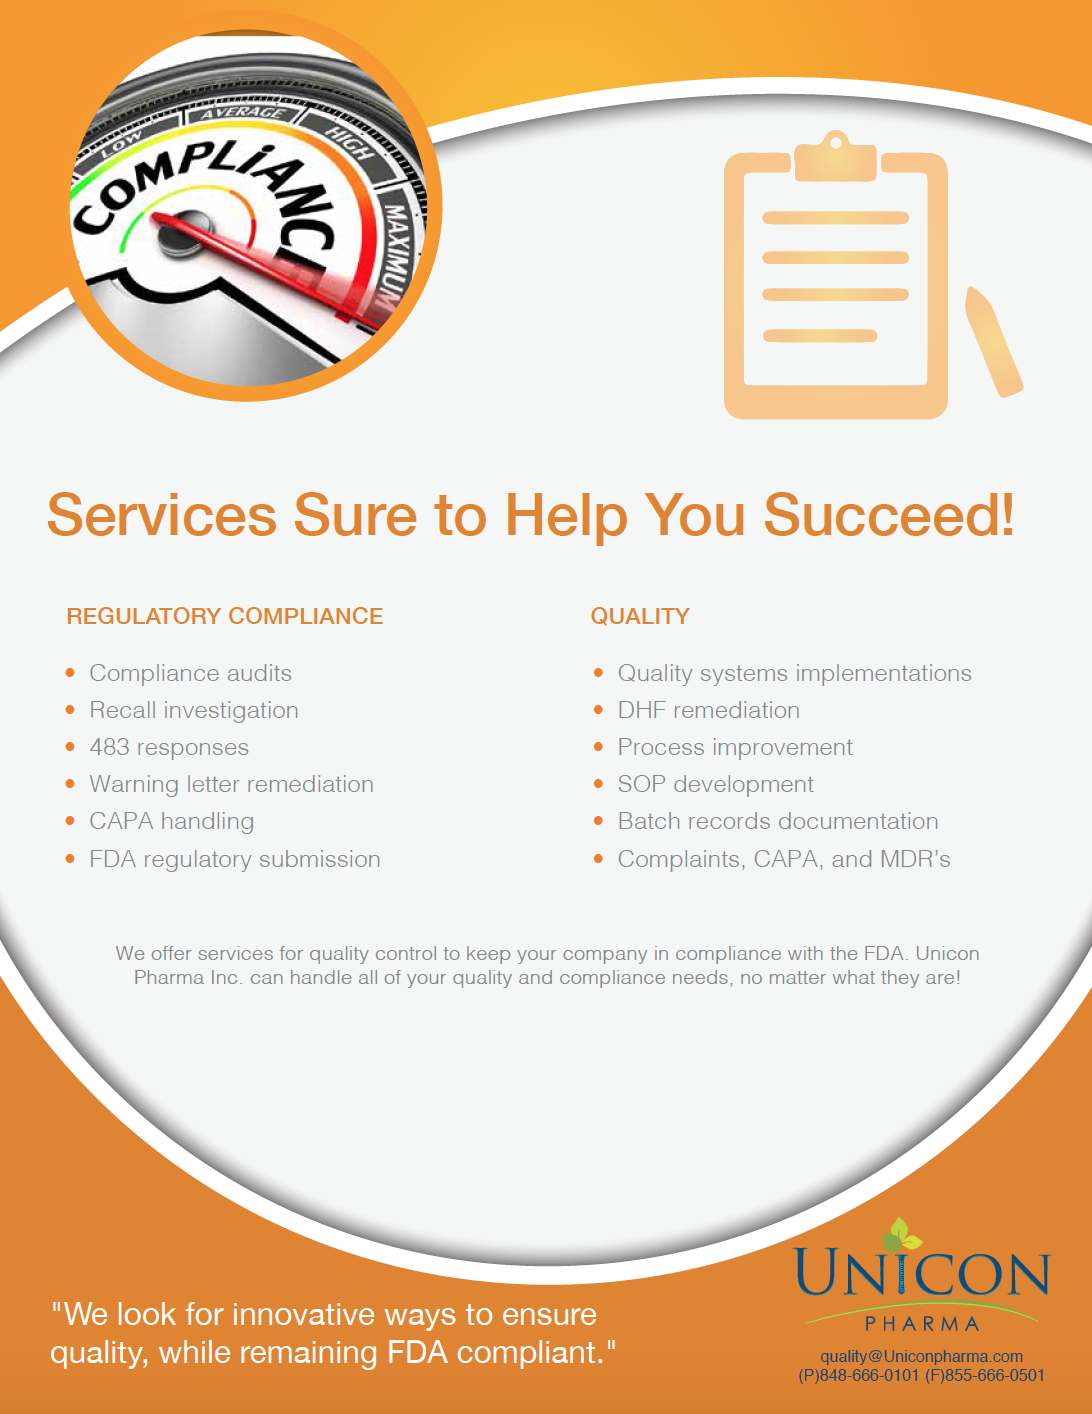 LOW
AVERAGE
HIGH
MAXIMUM
COMPLiANCE
Services Sure to Help You Succeed!
REGULATORY COMPLIANCE
• Compliance audits
• Recall investigation
• 483 responses
• Warning letter remediation
• CAPA handling
• FDA regulatory submission
QUALITY
• Quality systems implementations
• DHF remediation
• Process improvement
• SOP development
• Batch records documentation
• Complaints, CAPA, and MDR’s
We offer services for quality control to keep your company in compliance with the FDA. Unicon
Pharma Inc. can handle all of your quality and compliance needs, no matter what they are!
"We look for innovative ways to ensure
quality, while remaining FDA compliant."
UNICON
PHARMA
quality@Uniconpharma.com
(P)848-666-0101 (F)855-666-0501